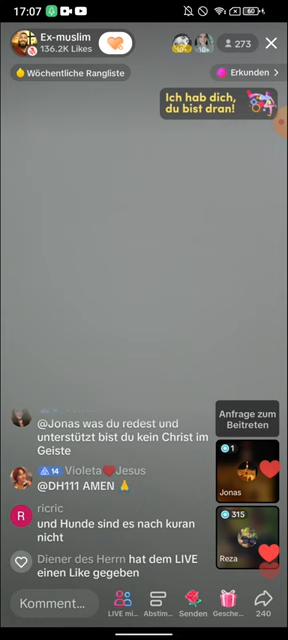 17:07
60
Ex-muslim
136.2K Likes
10+
10+
273
Wöchentliche Rangliste
Erkunden >
Ich hab dich,
du bist dran!
@Jonas was du redest und
unterstützt bist du kein Christ im
Geiste
14 Violeta❤️Jesus
@DH111 AMEN 🙏
R
ricric
und Hunde sind es nach kuran
nicht
Diener des Herrn hat dem LIVE
einen Like gegeben
Anfrage zum
Beitreten
1
Jonas
315
Reza
Komment...
LIVE mi...
Abstim...
Senden
Gesche...
240